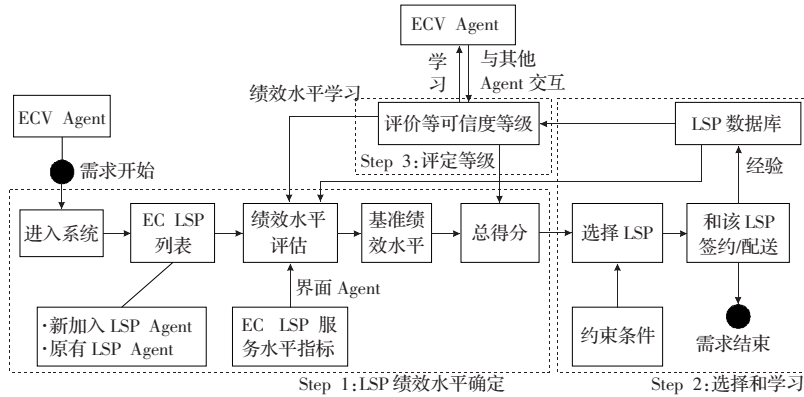 ECV Agent
学
习
与其他
Agent 交互
绩效水平学习
ECV Agent
评价等可信度等级
LSP 数据库
Step 3:评定等级
需求开始
经验
进入系统
EC LSP
列表
绩效水平
评估
基准绩
效水平
总得分
选择 LSP
和该 LSP
签约/配送
界面 Agent
·新加入 LSP Agent
·原有 LSP Agent
EC LSP 服
务水平指标
约束条件
需求结束
Step 1:LSP 绩效水平确定
Step 2:选择和学习